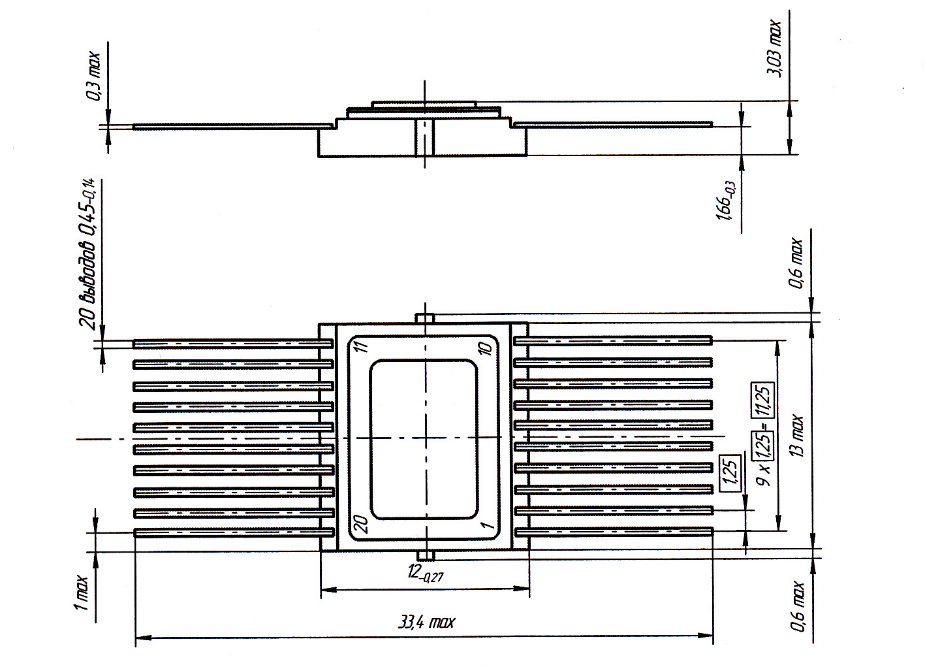 0,3 max
3,03 max
1,66-0,3
20 выводов 0,45-0,14
0,6 max
11
10
20
1
1,25
9 x 1,25 = 11,25
13 max
1 max
12-0,27
0,6 max
33,4 max